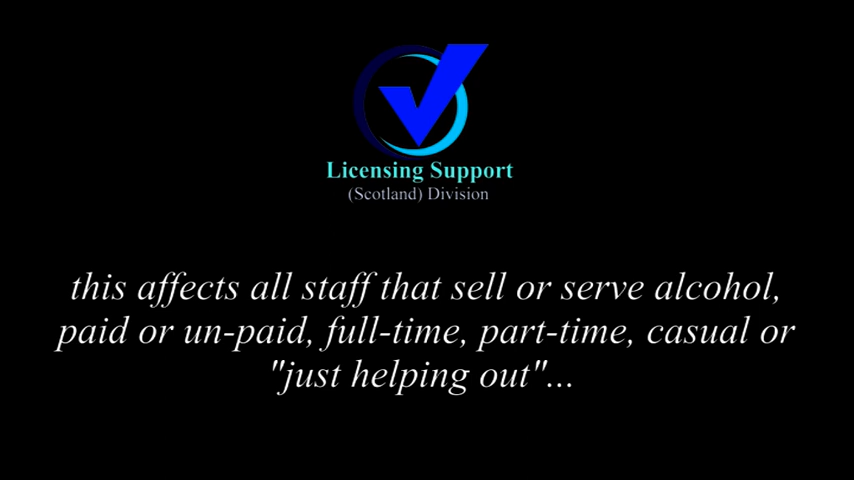 Licensing Support
(Scotland) Division
this affects all staff that sell or serve alcohol,
paid or un-paid, full-time, part-time, casual or
"just helping out"...